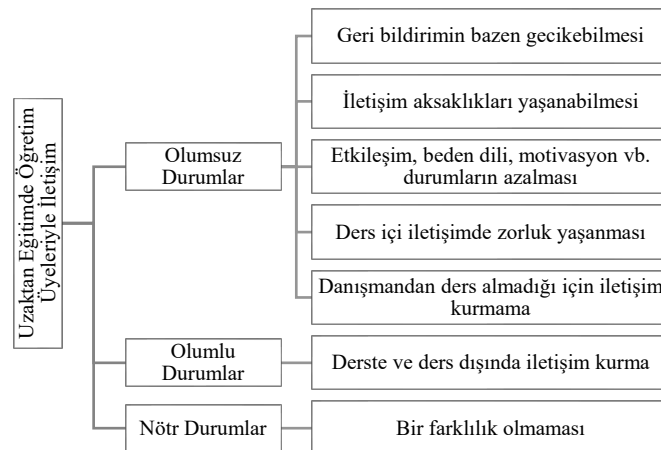 Uzaktan Eğitimde Öğretim
Üyeleriyle İletişim
Olumsuz
Durumlar
Geri bildirimin bazen gecikebilmesi
İletişim aksaklıkları yaşanabilmesi
Etkileşim, beden dili, motivasyon vb.
durumların azalması
Ders içi iletişimde zorluk yaşanması
Danışmandan ders almadığı için iletişim
kurmama
Olumlu
Durumlar
Derste ve ders dışında iletişim kurma
Nötr Durumlar
Bir farklılık olmaması